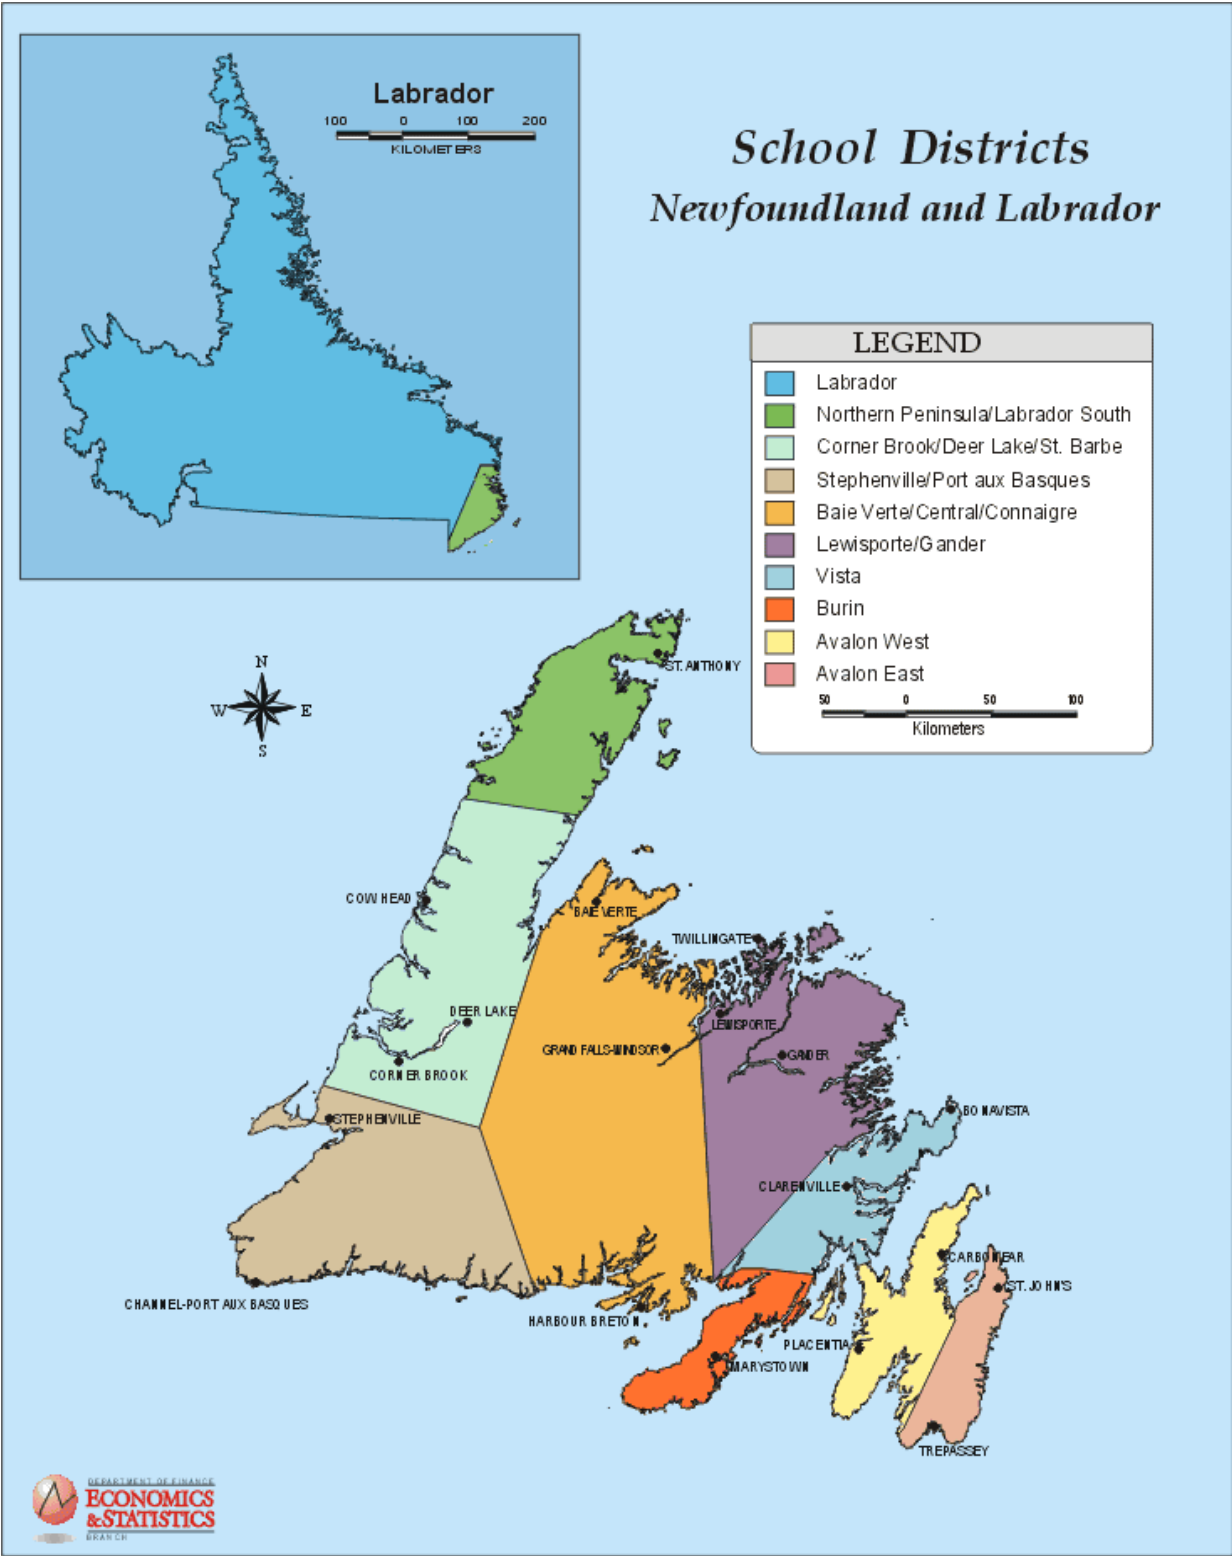 Labrador
100 0 100 200
KILOMETERS
School Districts
Newfoundland and Labrador
LEGEND
Labrador
Northern Peninsula/Labrador South
Corner Brook/Deer Lake/St. Barbe
Stephenville/Port aux Basques
Baie Verte/Central/Connaigre
Lewisporte/Gander
Vista
Burin
Avalon West
Avalon East
50 0 50 100
Kilometers
N
W E
S
ST. ANTHONY
COW HEAD
BAIE VERTE
TWILLINGATE
DEER LAKE
LEWISPORTE
GRAND FALLS-WINDSOR
GANDER
CORNER BROOK
STEPHENVILLE
BONAVISTA
CLARENVILLE
CARBONEAR
ST. JOHN'S
CHANNEL-PORT AUX BASQUES
HARBOUR BRETON
PLACENTIA
MARYSTOWN
TREPASSEY
DEPARTMENT OF FINANCE
ECONOMICS
&STATISTICS
BRANCH